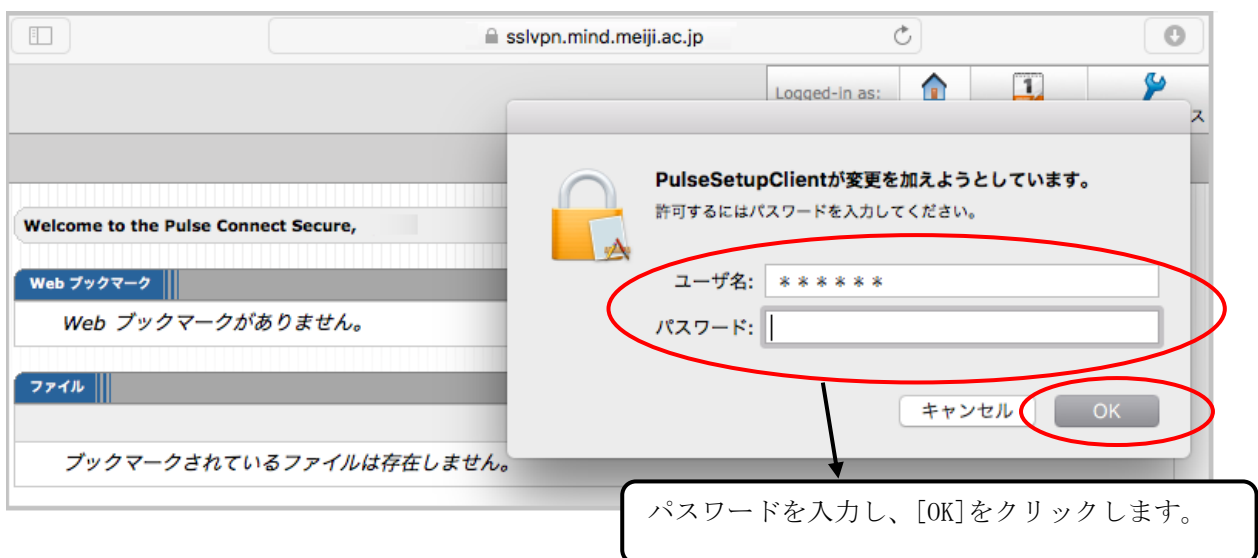 sslvpn.mind.meiji.ac.jp
Logged-in as:
1
ス
PulseSetupClientが変更を加えようとしています。
許可するにはパスワードを入力してください。
Welcome to the Pulse Connect Secure,
ユーザ名: ******
パスワード:
Web ブックマーク
Web ブックマークがありません。
ファイル
キャンセル
OK
ブックマークされているファイルは存在しません。
パスワードを入力し、[OK]をクリックします。